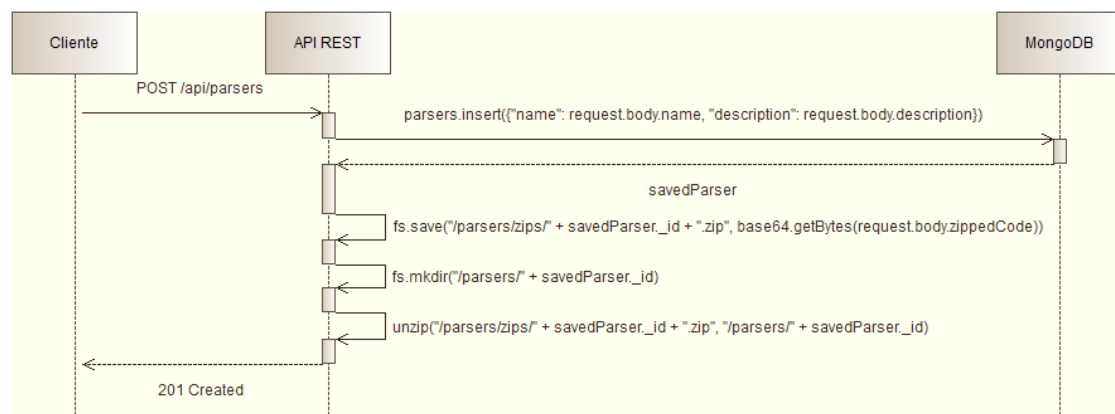 Cliente
API REST
MongoDB
POST /api/parsers
parsers.insert({"name": request.body.name, "description": request.body.description})
savedParser
fs.save("/parsers/zips/" + savedParser._id + ".zip", base64.getBytes(request.body.zippedCode))
fs.mkdir("/parsers/" + savedParser._id)
unzip("/parsers/zips/" + savedParser._id + ".zip", "/parsers/" + savedParser._id)
201 Created